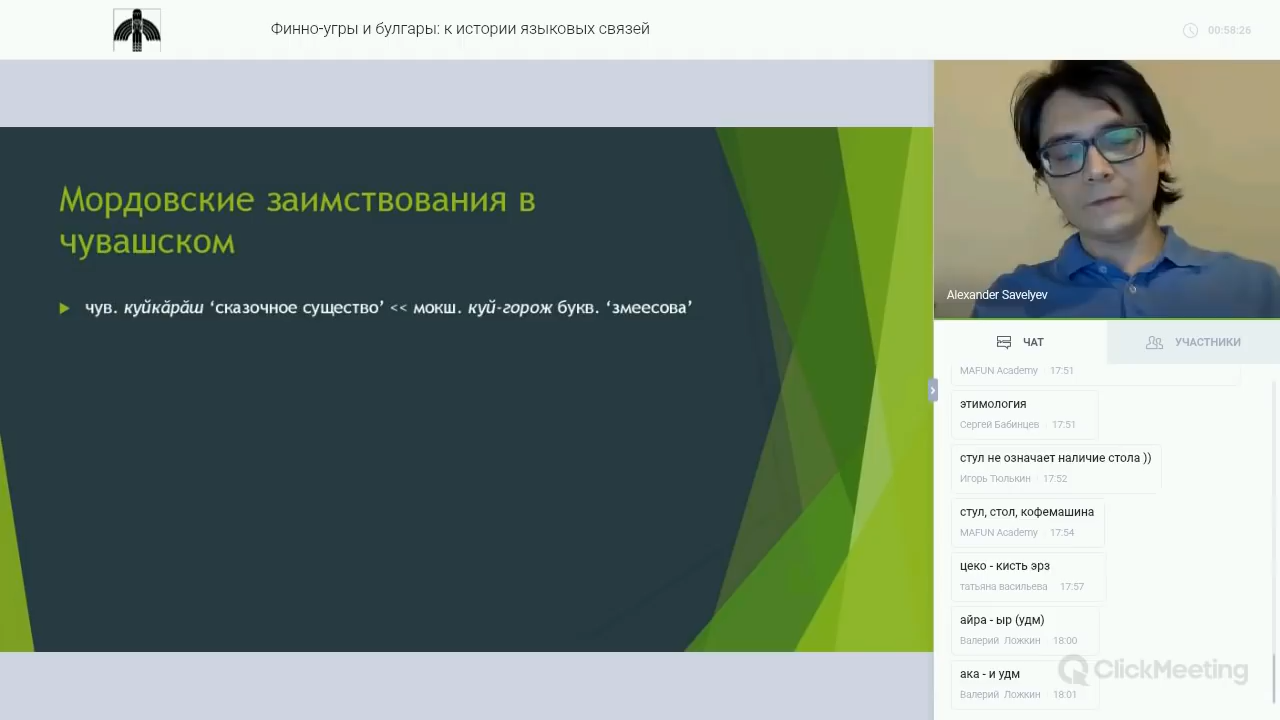 Финно-угры и булгары: к истории языковых связей
00:58:26
Мордовские заимствования в
чувашском
чув. куйкӑрӑш ‘сказочное существо’ << мокш. куй-горож букв. ‘змеесова’
Alexander Savelyev
ЧАТ
УЧАСТНИКИ
MAFUN Academy 17:51
этимология
Сергей Бабинцев 17:51
стул не означает наличие стола ))
Игорь Тюлькин 17:52
стул, стол, кофемашина
MAFUN Academy 17:54
цеко - кисть эрз
татьяна васильева 17:57
айра - ыр (удм)
Валерий Ложкин 18:00
ака - и удм
Валерий Ложкин 18:01
ClickMeeting